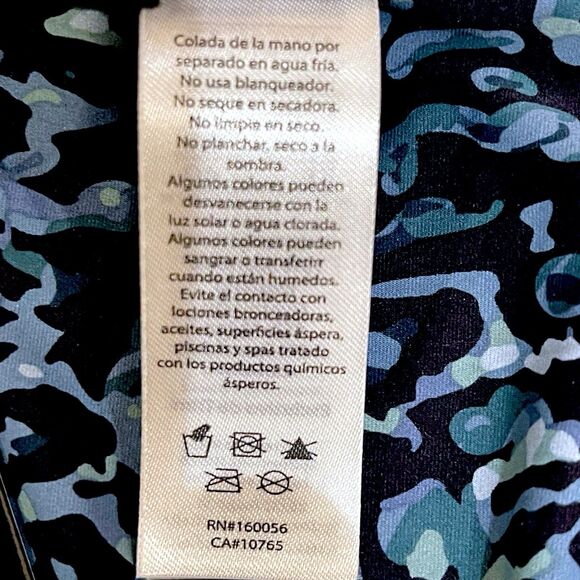 Colada de la mano por
separado en agua fría.
No usa blanqueador.
No seque en secadora.
No limpie en seco.
No planchar, seco a la
sombra.
Algunos colores pueden
desvanecerse con la
luz solar o agua clorada.
Algunos colores pueden
sangrar o transferirr
cuando están humedos.
Evite el contacto con
lociones bronceadoras,
aceites, superficies áspera,
piscinas y spas tratado
con los productos químicos
ásperos.
RN#160056
CA#10765